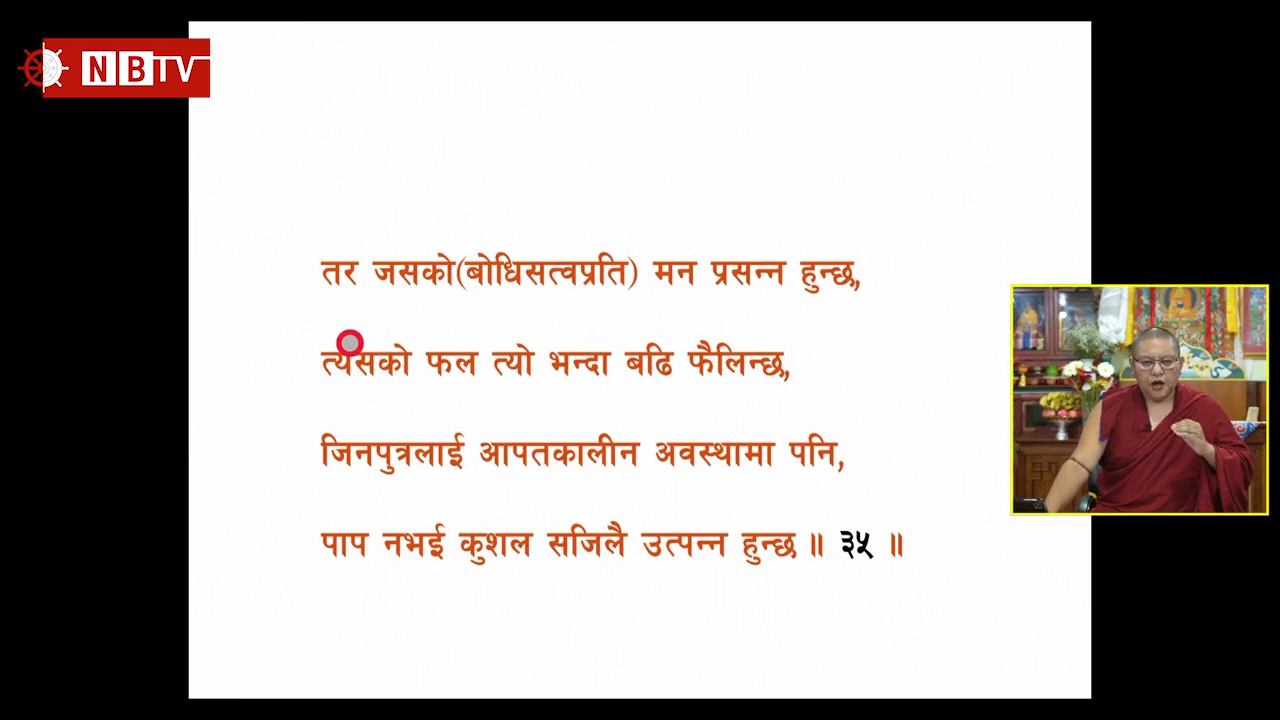 NBTV
तर जसको(बोधिसत्वप्रति) मन प्रसन्न हुन्छ,
त्यसको फल त्यो भन्दा बढि फैलिन्छ,
जिनपुत्रलाई आपतकालीन अवस्थामा पनि,
पाप नभई कुशल सजिलै उत्पन्न हुन्छ ॥ ३५ ॥